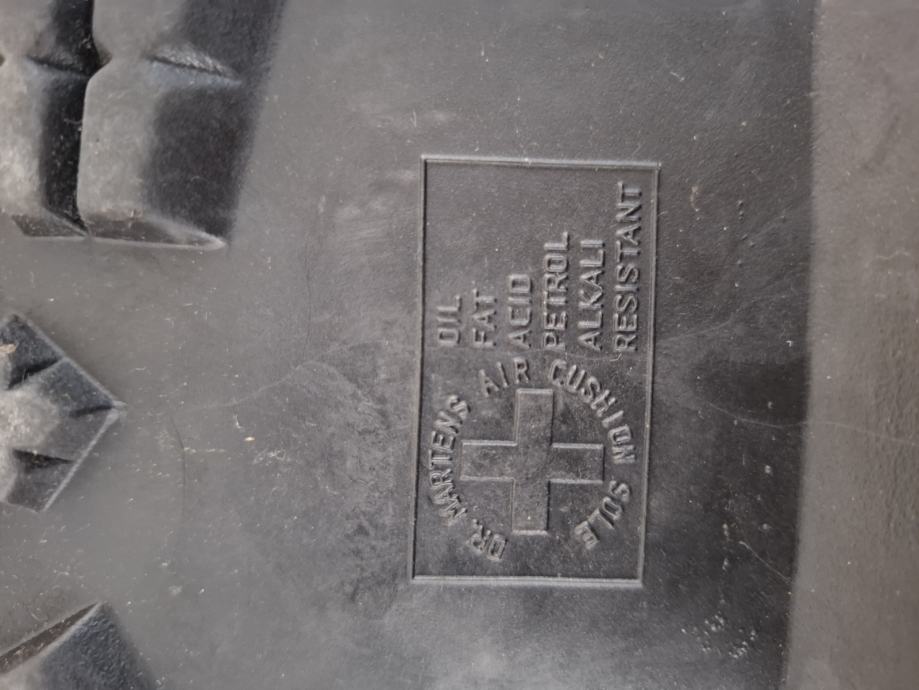 DR. MARTENS AIR CUSHION SOLE
OIL
FAT
ACID
PETROL
ALKALI
RESISTANT